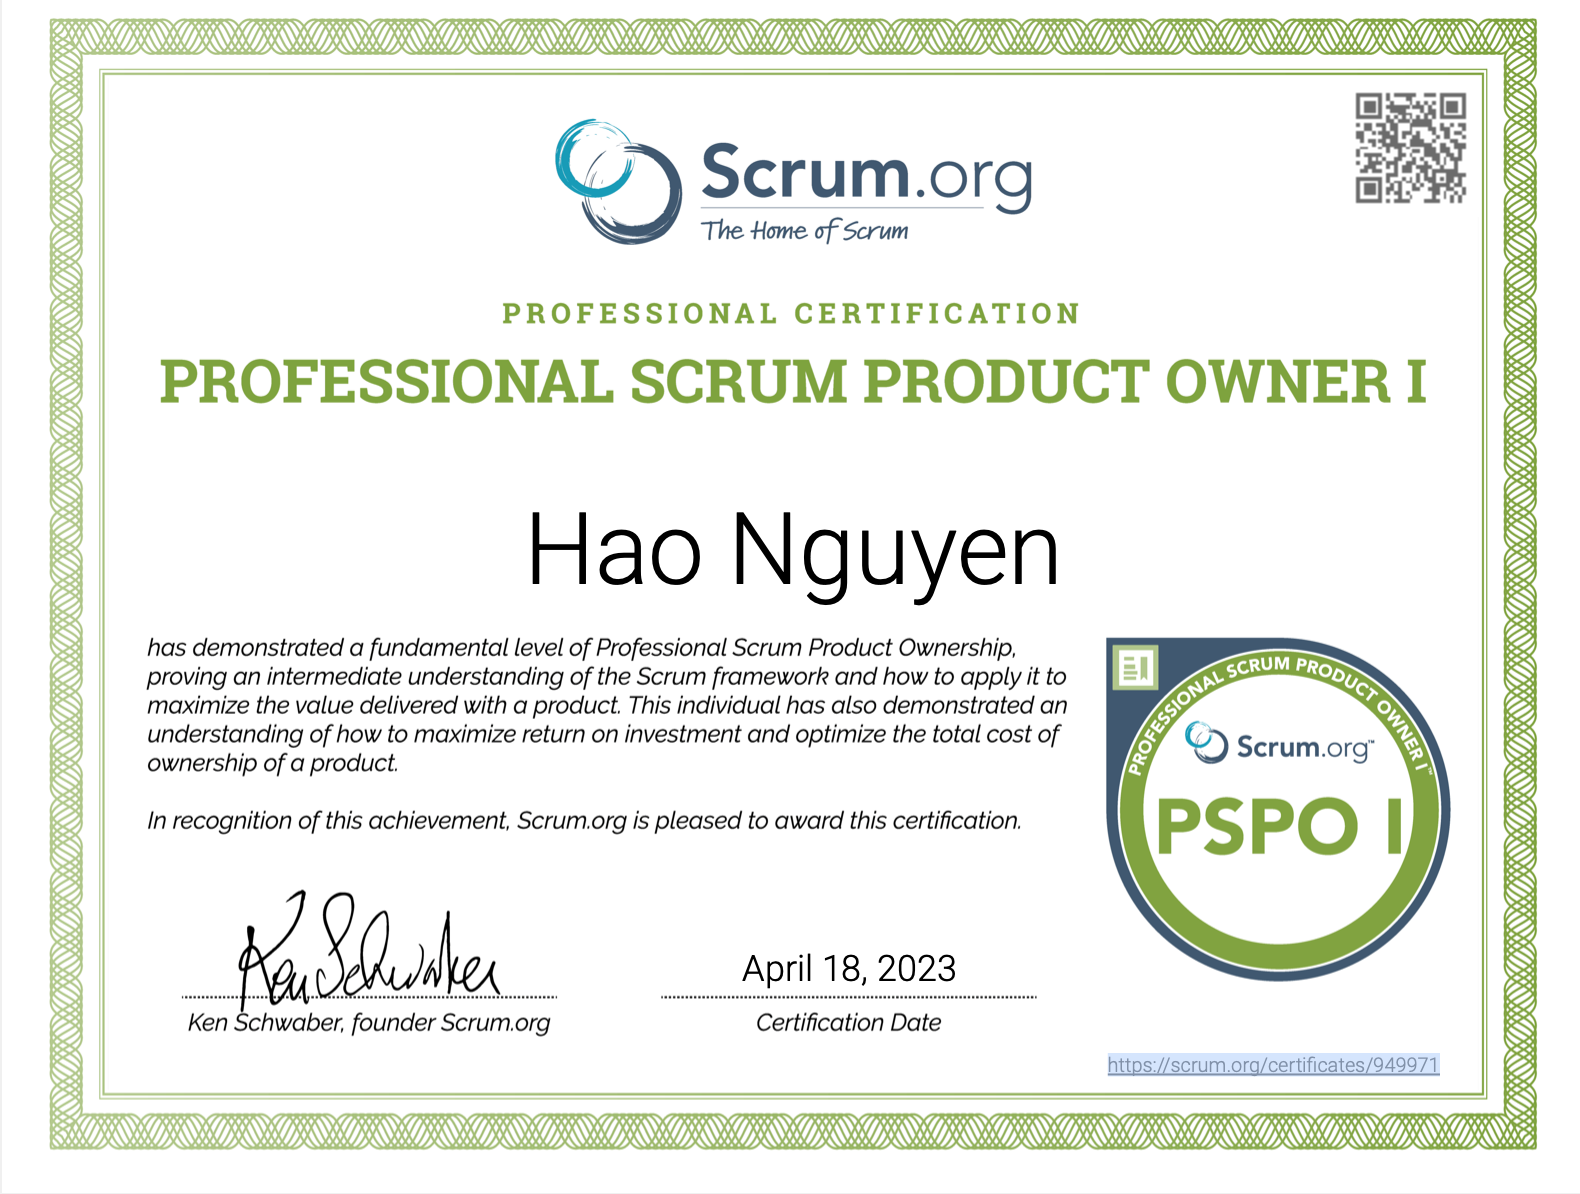 Scrum.org
The Home of Scrum
PROFESSIONAL CERTIFICATION
PROFESSIONAL SCRUM PRODUCT OWNER I
Hao Nguyen
has demonstrated a fundamental level of Professional Scrum Product Ownership,
proving an intermediate understanding of the Scrum framework and how to apply it to
maximize the value delivered with a product. This individual has also demonstrated an
understanding of how to maximize return on investment and optimize the total cost of
ownership of a product.
In recognition of this achievement, Scrum.org is pleased to award this certification.
PROFESSIONAL SCRUM PRODUCT OWNER I™
Scrum.org™
PSPO I
Ken Schwaber
Ken Schwaber, founder Scrum.org
April 18, 2023
Certification Date
https://scrum.org/certificates/949971